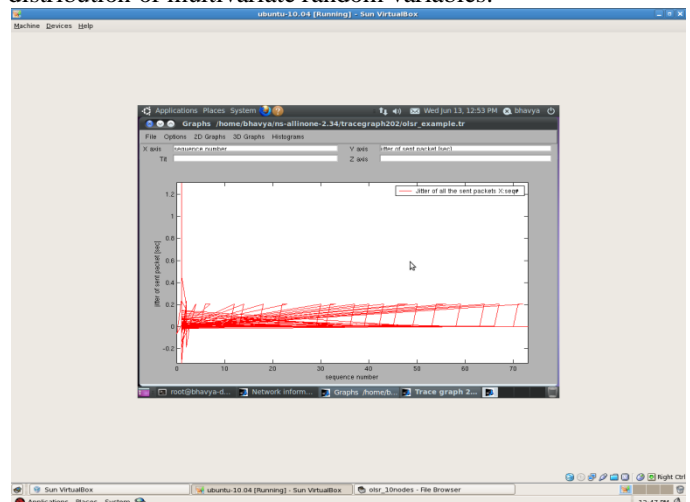 distribution of multivariate random variables.
ubuntu-10.04 [Running] - Sun VirtualBox
Machine Devices Help
Applications Places System Wed Jun 13, 12:53 PM bhavya
Graphs /home/bhavya/ns-allinone-2.34/tracegraph202/olsr_example.tr
File Options 2D Graphs 3D Graphs Histograms
X axis sequence number Y axis jitter of sent packet [sec]
Tit Z axis
Jitter of all the sent packets X:seq#
1.2
1
0.8
0.6
0.4
0.2
0
-0.2
jitter of sent packet [sec]
0 10 20 30 40 50 60 70
sequence number
root@bhavya-d... Network inform... Graphs /home/b... Trace graph 2...
Right Ctrl
Sun VirtualBox ubuntu-10.04 [Running] - Sun VirtualBox olsr_10nodes - File Browser
Applications Places System 12:47 PM